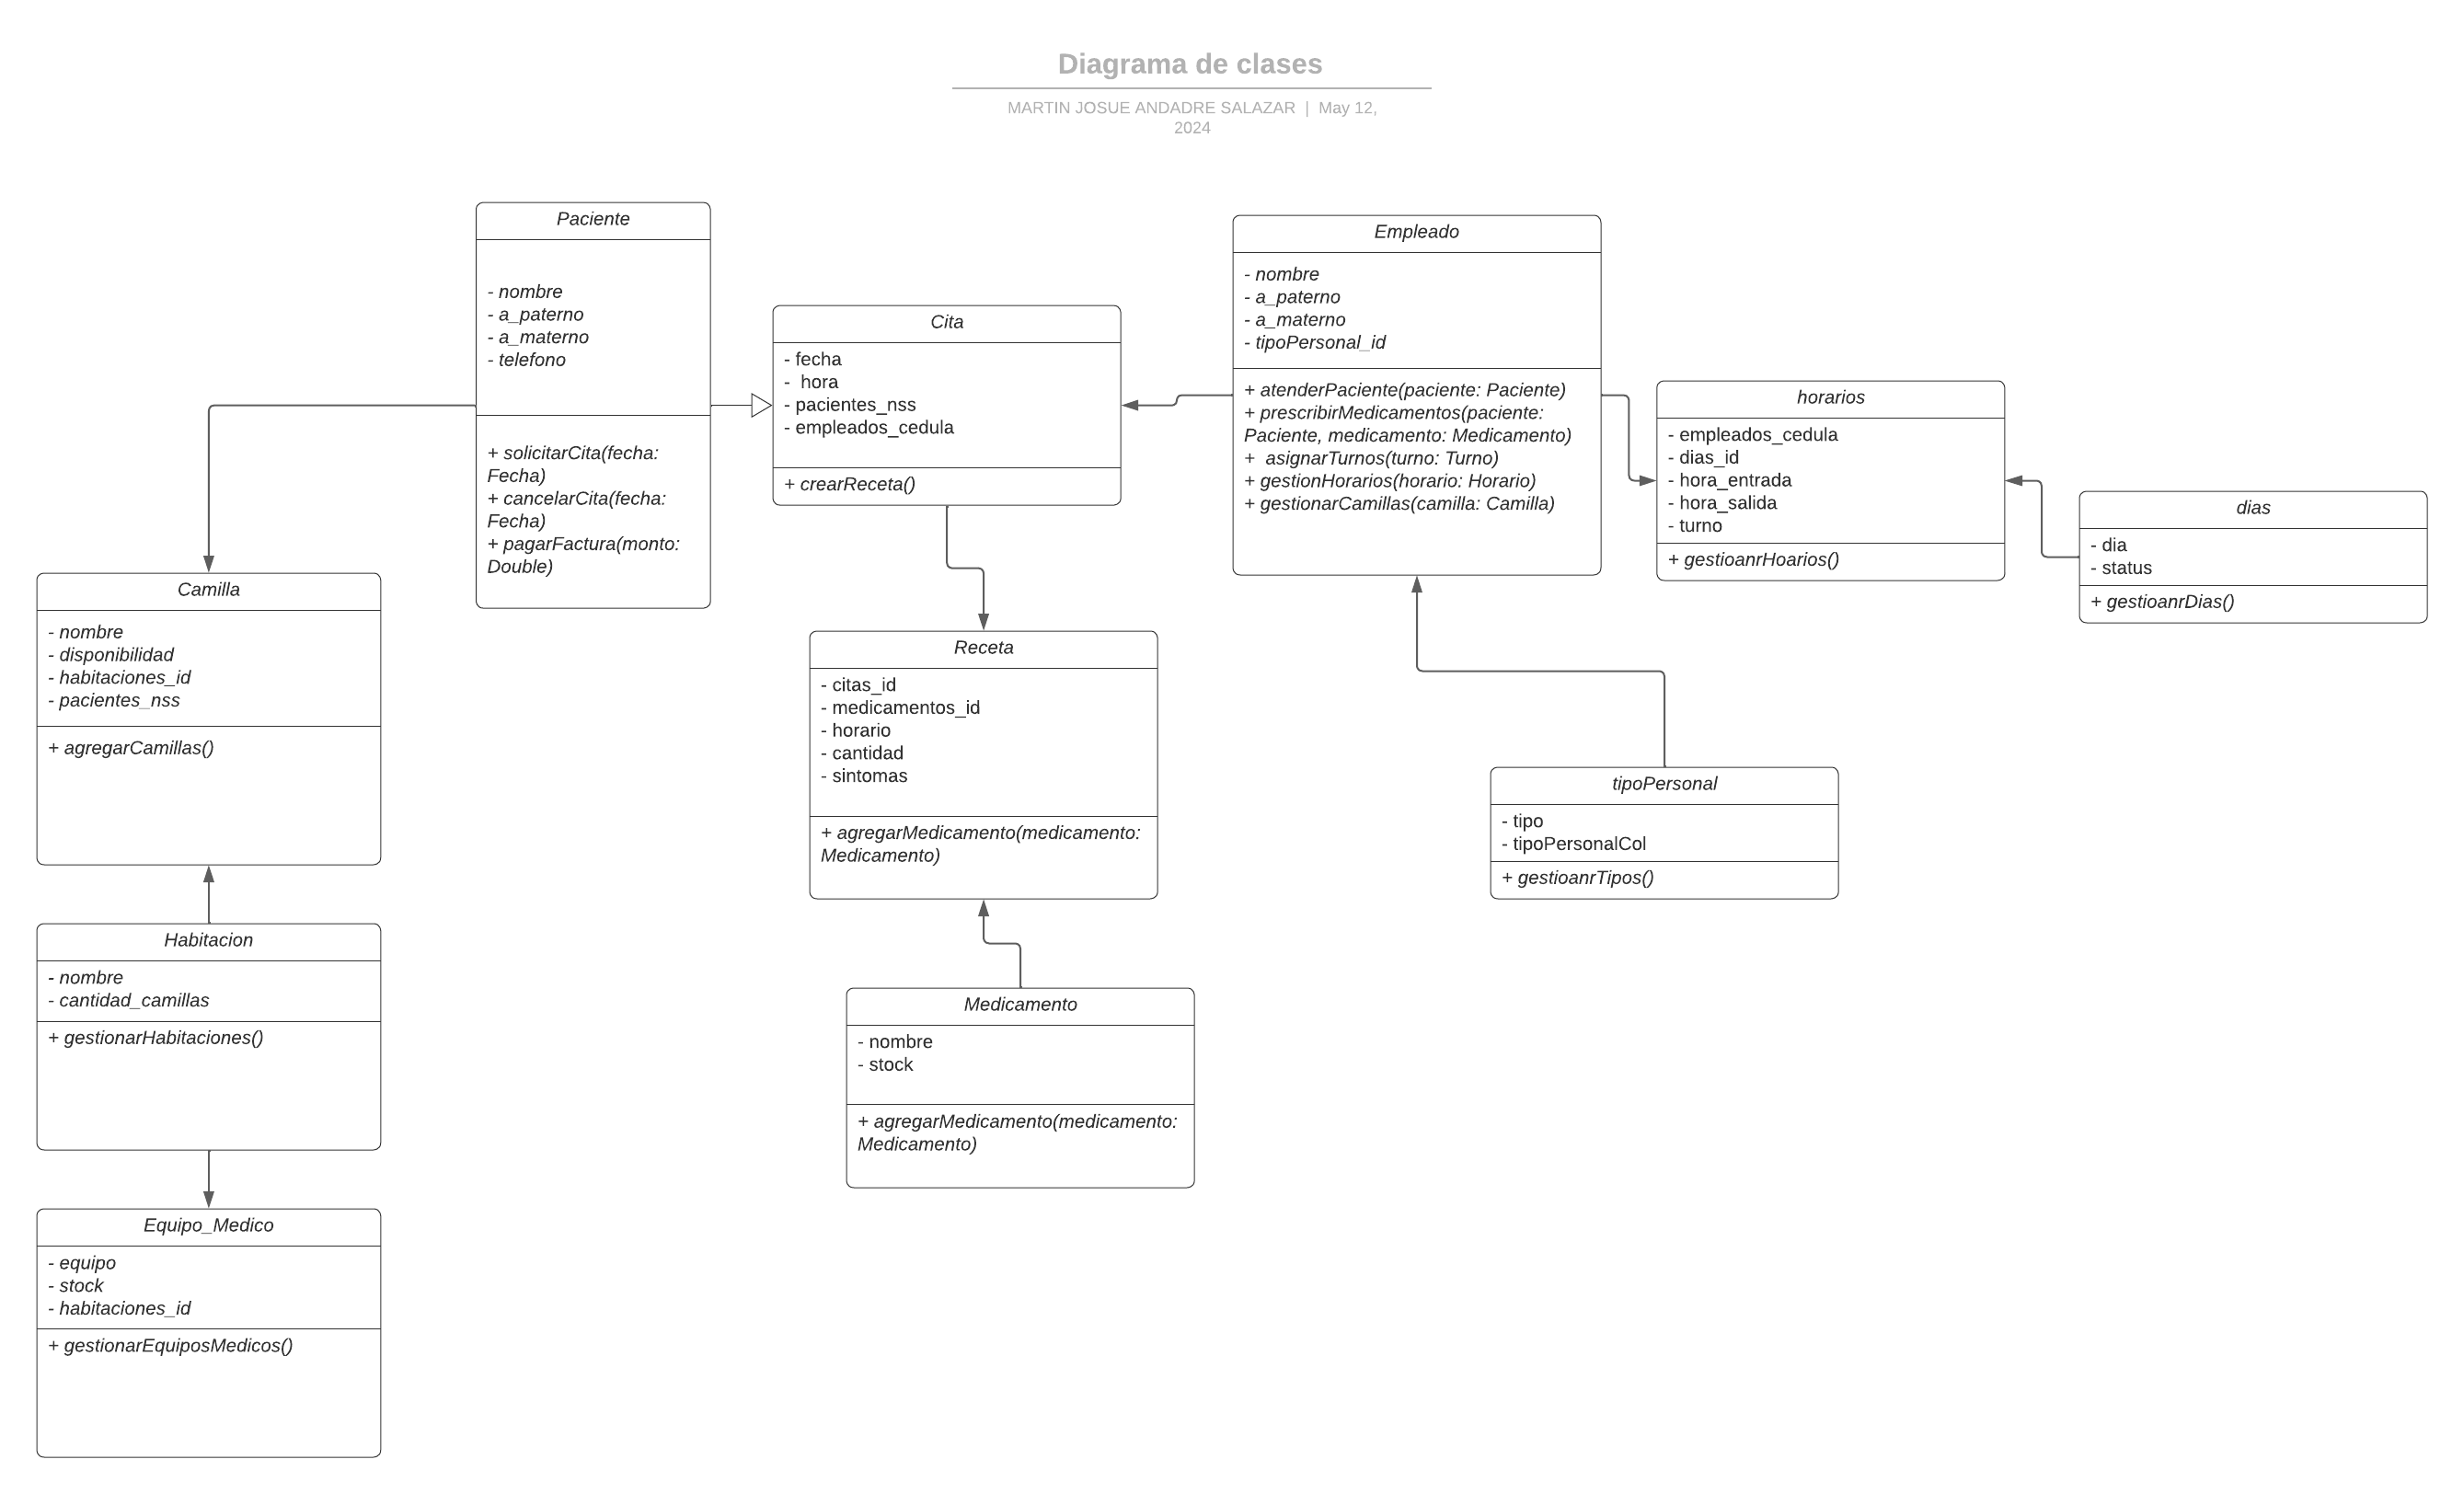 Diagrama de clases
MARTIN JOSUE ANDADRE SALAZAR | May 12,
2024
Paciente
- nombre
- a_paterno
- a_materno
- telefono
+ solicitarCita(fecha:
Fecha)
+ cancelarCita(fecha:
Fecha)
+ pagarFactura(monto:
Double)
Cita
- fecha
- hora
- pacientes_nss
- empleados_cedula
+ crearReceta()
Empleado
- nombre
- a_paterno
- a_materno
- tipoPersonal_id
+ atenderPaciente(paciente: Paciente)
+ prescribirMedicamentos(paciente:
Paciente, medicamento: Medicamento)
+ asignarTurnos(turno: Turno)
+ gestionHorarios(horario: Horario)
+ gestionarCamillas(camilla: Camilla)
horarios
- empleados_cedula
- dias_id
- hora_entrada
- hora_salida
- turno
+ gestioanrHoarios()
dias
- dia
- status
+ gestioanrDias()
Camilla
- nombre
- disponibilidad
- habitaciones_id
- pacientes_nss
+ agregarCamillas()
Receta
- citas_id
- medicamentos_id
- horario
- cantidad
- sintomas
+ agregarMedicamento(medicamento:
Medicamento)
tipoPersonal
- tipo
- tipoPersonalCol
+ gestioanrTipos()
Habitacion
- nombre
- cantidad_camillas
+ gestionarHabitaciones()
Medicamento
- nombre
- stock
+ agregarMedicamento(medicamento:
Medicamento)
Equipo_Medico
- equipo
- stock
- habitaciones_id
+ gestionarEquiposMedicos()